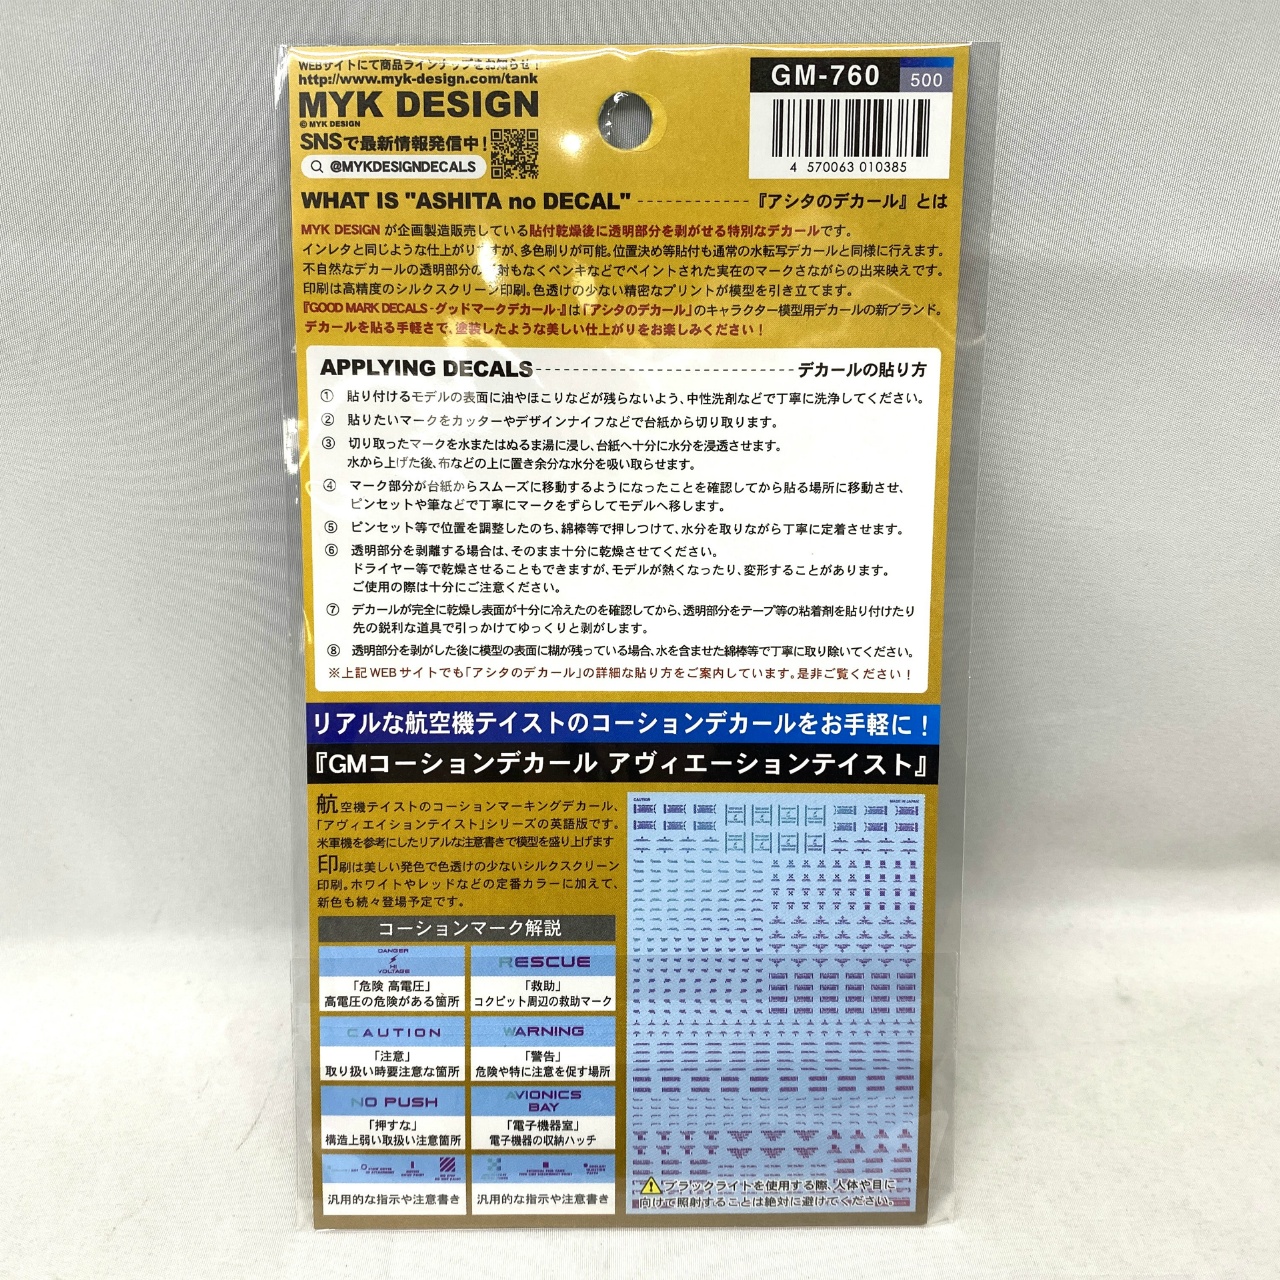 WEBサイトにて商品ラインナップをお知らせ!
http://www.myk-design.com/tank
MYK DESIGN
© MYK DESIGN
SNSで最新情報発信中!
@MYKDESIGNDECALS
GM-760
500
4 570063 010385
WHAT IS "ASHITA no DECAL" 『アシタのデカール』とは
MYK DESIGN が企画製造販売している貼付乾燥後に透明部分を剥がせる特別なデカールです。
インレタと同じような仕上がりですが、多色刷りが可能。位置決め等貼付も通常の水転写デカールと同様に行えます。
不自然なデカールの透明部分の反射もなくペンキなどでペイントされた実在のマークさながらの出来映えです。
印刷は高精度のシルクスクリーン印刷。色透けの少ない精密なプリントが模型を引き立てます。
『GOOD MARK DECALS -グッドマークデカール-』は「アシタのデカール」のキャラクター模型用デカールの新ブランド。
デカールを貼る手軽さで、塗装したような美しい仕上がりをお楽しみください!
APPLYING DECALS デカールの貼り方
① 貼り付けるモデルの表面に油やほこりなどが残らないよう、中性洗剤などで丁寧に洗浄してください。
② 貼りたいマークをカッターやデザインナイフなどで台紙から切り取ります。
③ 切り取ったマークを水またはぬるま湯に浸し、台紙へ十分に水分を浸透させます。
水から上げた後、布などの上に置き余分な水分を吸い取らせます。
④ マーク部分が台紙からスムーズに移動するようになったことを確認してから貼る場所に移動させ、
ピンセットや筆などで丁寧にマークをずらしてモデルへ移します。
⑤ ピンセット等で位置を調整したのち、綿棒等で押しつけて、水分を取りながら丁寧に定着させます。
⑥ 透明部分を剥離する場合は、そのまま十分に乾燥させてください。
ドライヤー等で乾燥させることもできますが、モデルが熱くなったり、変形することがあります。
ご使用の際は十分にご注意ください。
⑦ デカールが完全に乾燥し表面が十分に冷えたのを確認してから、透明部分をテープ等の粘着剤を貼り付けたり
先の鋭利な道具で引っかけてゆっくりと剥がします。
⑧ 透明部分を剥がした後に模型の表面に糊が残っている場合、水を含ませた綿棒等で丁寧に取り除いてください。
※上記WEBサイトでも「アシタのデカール」の詳細な貼り方をご案内しています。是非ご覧ください!
リアルな航空機テイストのコーションデカールをお手軽に!
『GMコーションデカール アヴィエーションテイスト』
航空機テイストのコーションマーキングデカール、
「アヴィエイションテイスト」シリーズの英語版です。
米軍機を参考にしたリアルな注意書きで模型を盛り上げます
印刷は美しい発色で色透けの少ないシルクスクリーン
印刷。ホワイトやレッドなどの定番カラーに加えて、
新色も続々登場予定です。
コーションマーク解説
DANGER
HI
VOLTAGE
「危険 高電圧」
高電圧の危険がある箇所
RESCUE
「救助」
コクピット周辺の救助マーク
CAUTION
「注意」
取り扱い時要注意な箇所
WARNING
「警告」
危険や特に注意を促す場所
NO PUSH
「押すな」
構造上弱い取扱い注意箇所
AVIONICS
BAY
「電子機器室」
電子機器の収納ハッチ
汎用的な指示や注意書き
汎用的な指示や注意書き
CAUTION
MADE IN JAPAN
ブラックライトを使用する際、人体や目に
向けて照射することは絶対に避けてください。